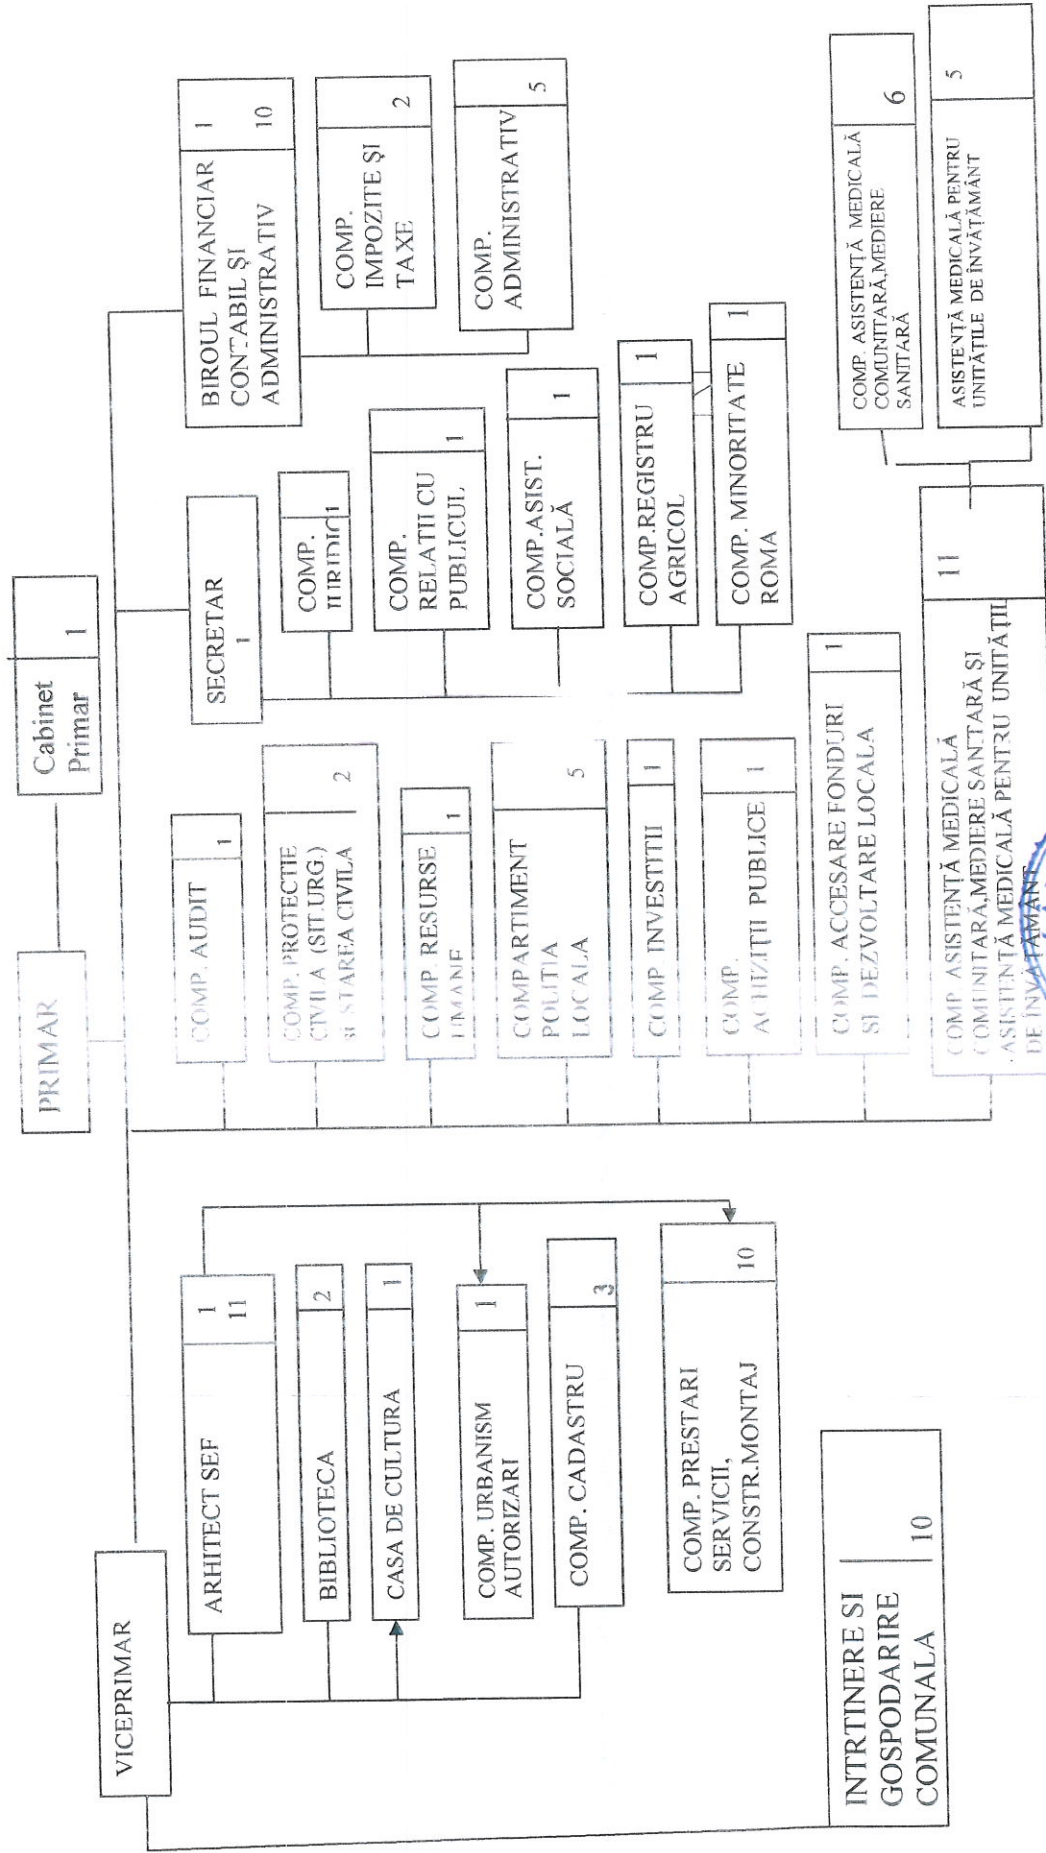 PRIMAR
Cabinet
Primar
1
VICEPRIMAR
ARHITECT SEF
1
11
BIBLIOTECA
2
CASA DE CULTURA
1
COMP. URBANISM
AUTORIZARI
1
COMP. CADASTRU
3
COMP. PRESTARI
SERVICII,
CONSTR.MONTAJ
10
INTRTINERE SI
GOSPODARIRE
COMUNALA
10
COMP. AUDIT
1
COMP. PROTECTIE
CIVILA (SIT.URG.)
SI STAREA CIVILA
2
COMP. RESURSE
UMANE
1
COMPARTIMENT
POLITIA
LOCALA
5
COMP. INVESTITII
1
COMP.
ACHIZIȚII PUBLICE
1
COMP. ACCESARE FONDURI
SI DEZVOLTARE LOCALA
1
COMP. ASISTENȚĂ MEDICALĂ
COMUNITARĂ,MEDIERE SANITARĂ ȘI
ASISTENȚĂ MEDICALĂ PENTRU UNITĂȚIL
DE ÎNVĂȚĂMÂNT
11
SECRETAR
1
COMP.
JURIDIC
1
COMP.
RELATII CU
PUBLICUL
1
COMP.ASIST.
SOCIALĂ
1
COMP.REGISTRU
AGRICOL
1
COMP. MINORITATE
ROMA
1
BIROUL FINANCIAR
CONTABIL ȘI
ADMINISTRATIV
1
10
COMP.
IMPOZITE ȘI
TAXE
2
COMP.
ADMINISTRATIV
5
COMP. ASISTENȚĂ MEDICALĂ
COMUNITARĂ,MEDIERE
SANITARĂ
6
ASISTENȚĂ MEDICALĂ PENTRU
UNITĂȚILE DE ÎNVĂȚĂMÂNT
5